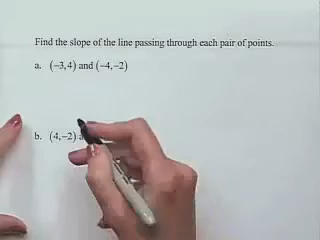 Find the slope of the line passing through each pair of points.
a. (−3,4) and (−4,−2)
b. (4,−2)